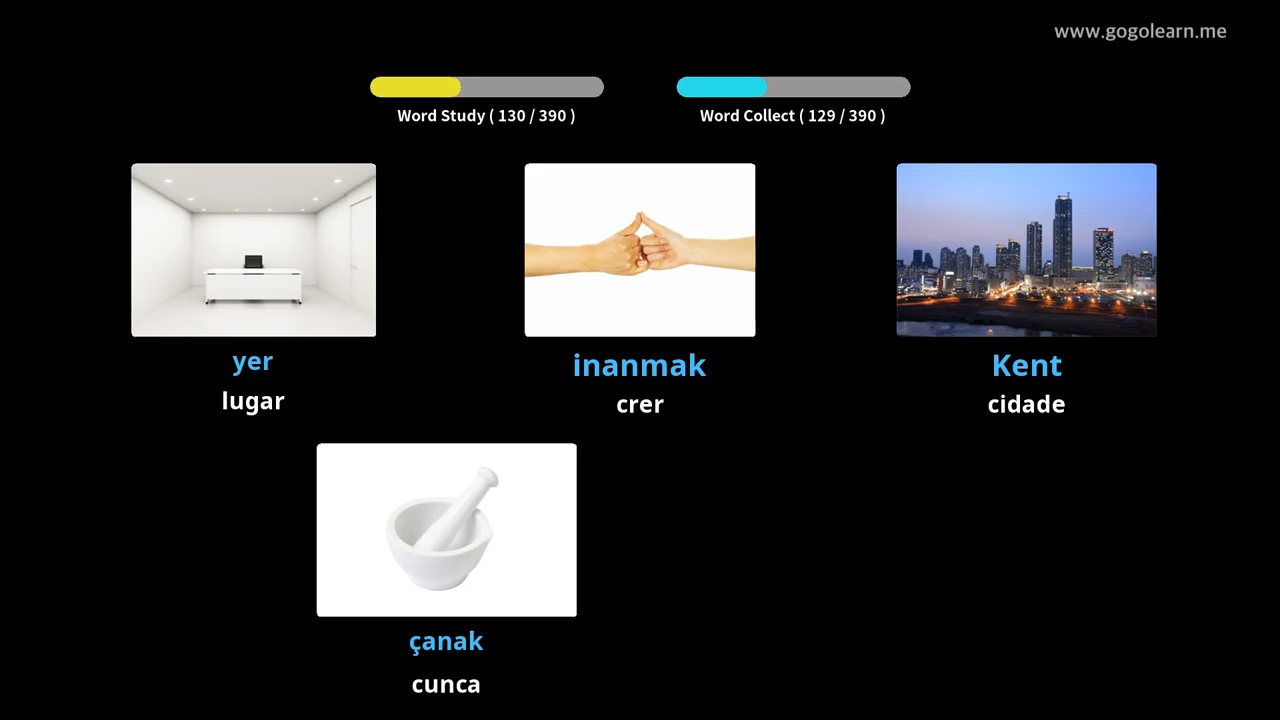 www.gogolearn.me
Word Study ( 130 / 390 )
Word Collect ( 129 / 390 )
yer
lugar
inanmak
crer
Kent
cidade
çanak
cunca